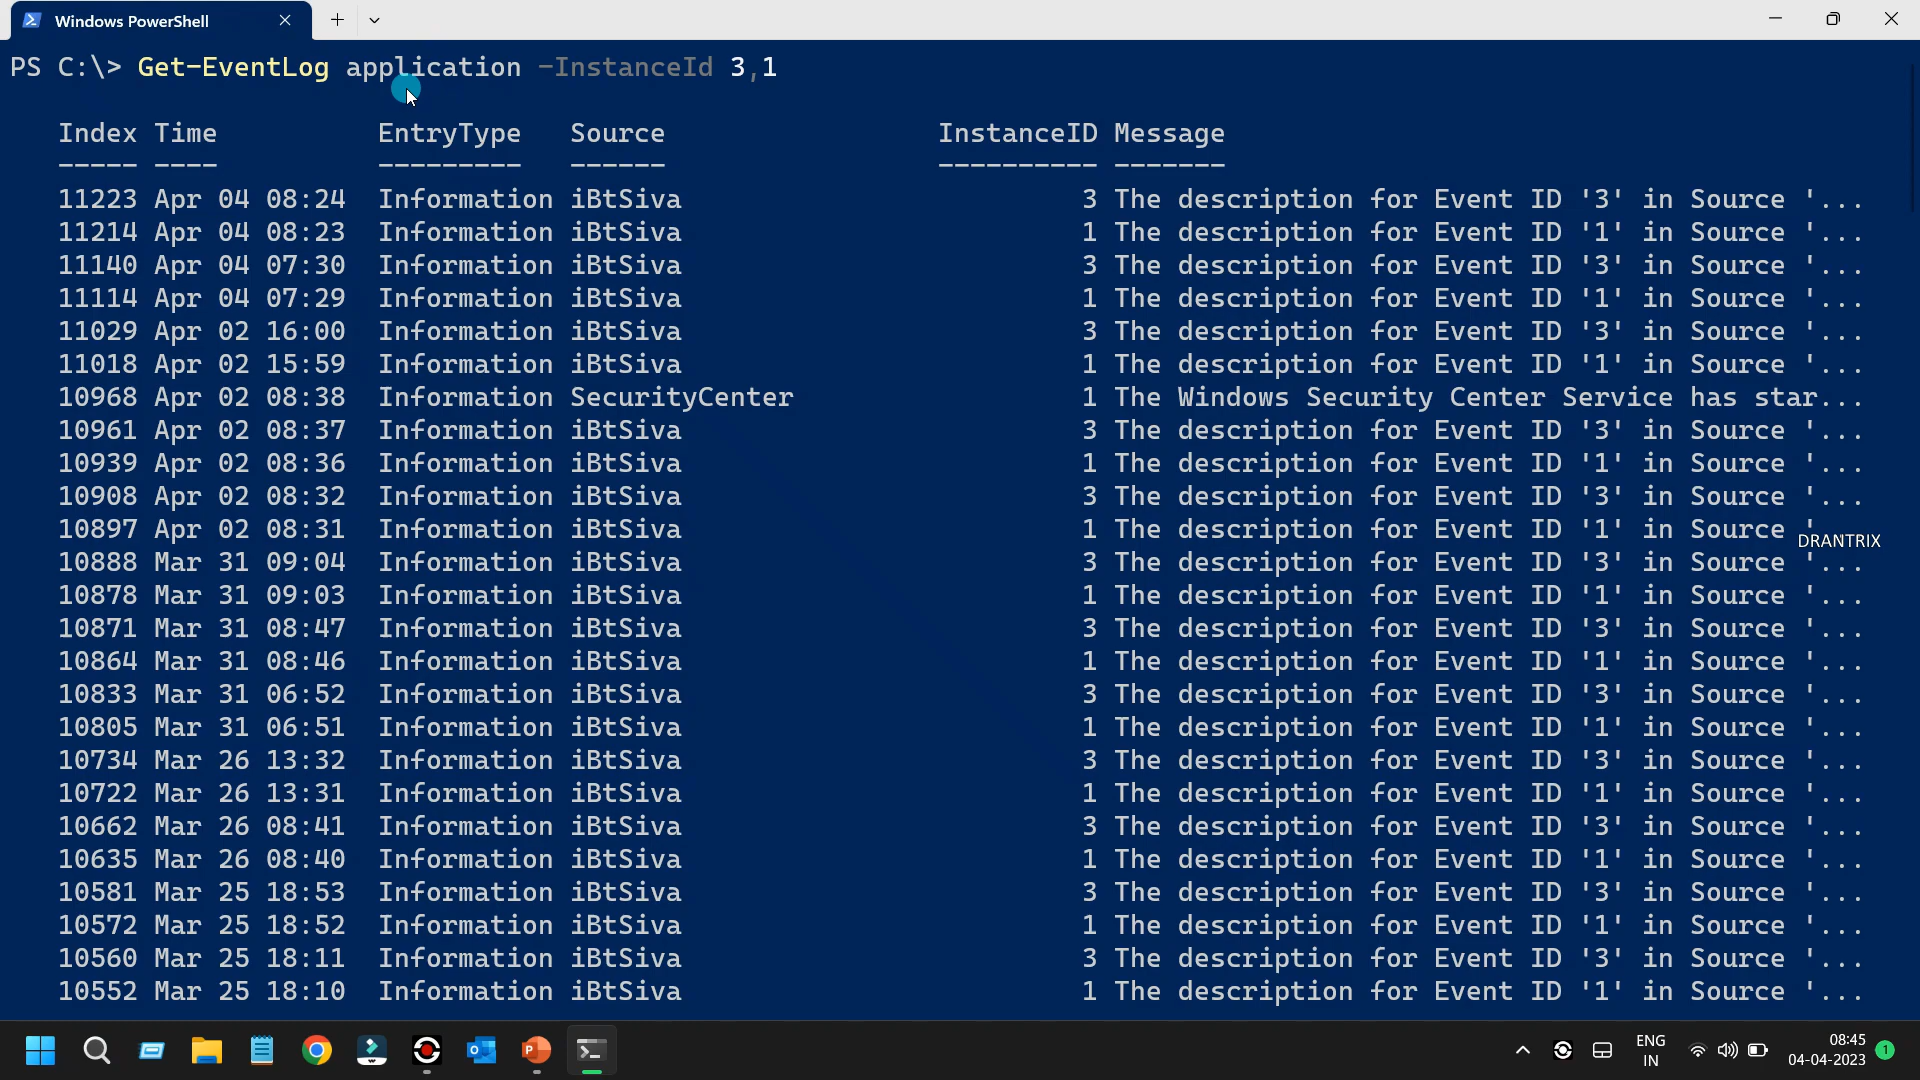 Windows PowerShell
PS C:\> Get-EventLog application -InstanceId 3,1
Index Time EntryType Source InstanceID Message
----- ---- --------- ------ ---------- -------
11223 Apr 04 08:24 Information iBtSiva 3 The description for Event ID '3' in Source '...
11214 Apr 04 08:23 Information iBtSiva 1 The description for Event ID '1' in Source '...
11140 Apr 04 07:30 Information iBtSiva 3 The description for Event ID '3' in Source '...
11114 Apr 04 07:29 Information iBtSiva 1 The description for Event ID '1' in Source '...
11029 Apr 02 16:00 Information iBtSiva 3 The description for Event ID '3' in Source '...
11018 Apr 02 15:59 Information iBtSiva 1 The description for Event ID '1' in Source '...
10968 Apr 02 08:38 Information SecurityCenter 1 The Windows Security Center Service has star...
10961 Apr 02 08:37 Information iBtSiva 3 The description for Event ID '3' in Source '...
10939 Apr 02 08:36 Information iBtSiva 1 The description for Event ID '1' in Source '...
10908 Apr 02 08:32 Information iBtSiva 3 The description for Event ID '3' in Source '...
10897 Apr 02 08:31 Information iBtSiva 1 The description for Event ID '1' in Source '
DRANTRIX
10888 Mar 31 09:04 Information iBtSiva 3 The description for Event ID '3' in Source '...
10878 Mar 31 09:03 Information iBtSiva 1 The description for Event ID '1' in Source '...
10871 Mar 31 08:47 Information iBtSiva 3 The description for Event ID '3' in Source '...
10864 Mar 31 08:46 Information iBtSiva 1 The description for Event ID '1' in Source '...
10833 Mar 31 06:52 Information iBtSiva 3 The description for Event ID '3' in Source '...
10805 Mar 31 06:51 Information iBtSiva 1 The description for Event ID '1' in Source '...
10734 Mar 26 13:32 Information iBtSiva 3 The description for Event ID '3' in Source '...
10722 Mar 26 13:31 Information iBtSiva 1 The description for Event ID '1' in Source '...
10662 Mar 26 08:41 Information iBtSiva 3 The description for Event ID '3' in Source '...
10635 Mar 26 08:40 Information iBtSiva 1 The description for Event ID '1' in Source '...
10581 Mar 25 18:53 Information iBtSiva 3 The description for Event ID '3' in Source '...
10572 Mar 25 18:52 Information iBtSiva 1 The description for Event ID '1' in Source '...
10560 Mar 25 18:11 Information iBtSiva 3 The description for Event ID '3' in Source '...
10552 Mar 25 18:10 Information iBtSiva 1 The description for Event ID '1' in Source '...
ENG
IN
08:45
04-04-2023
1